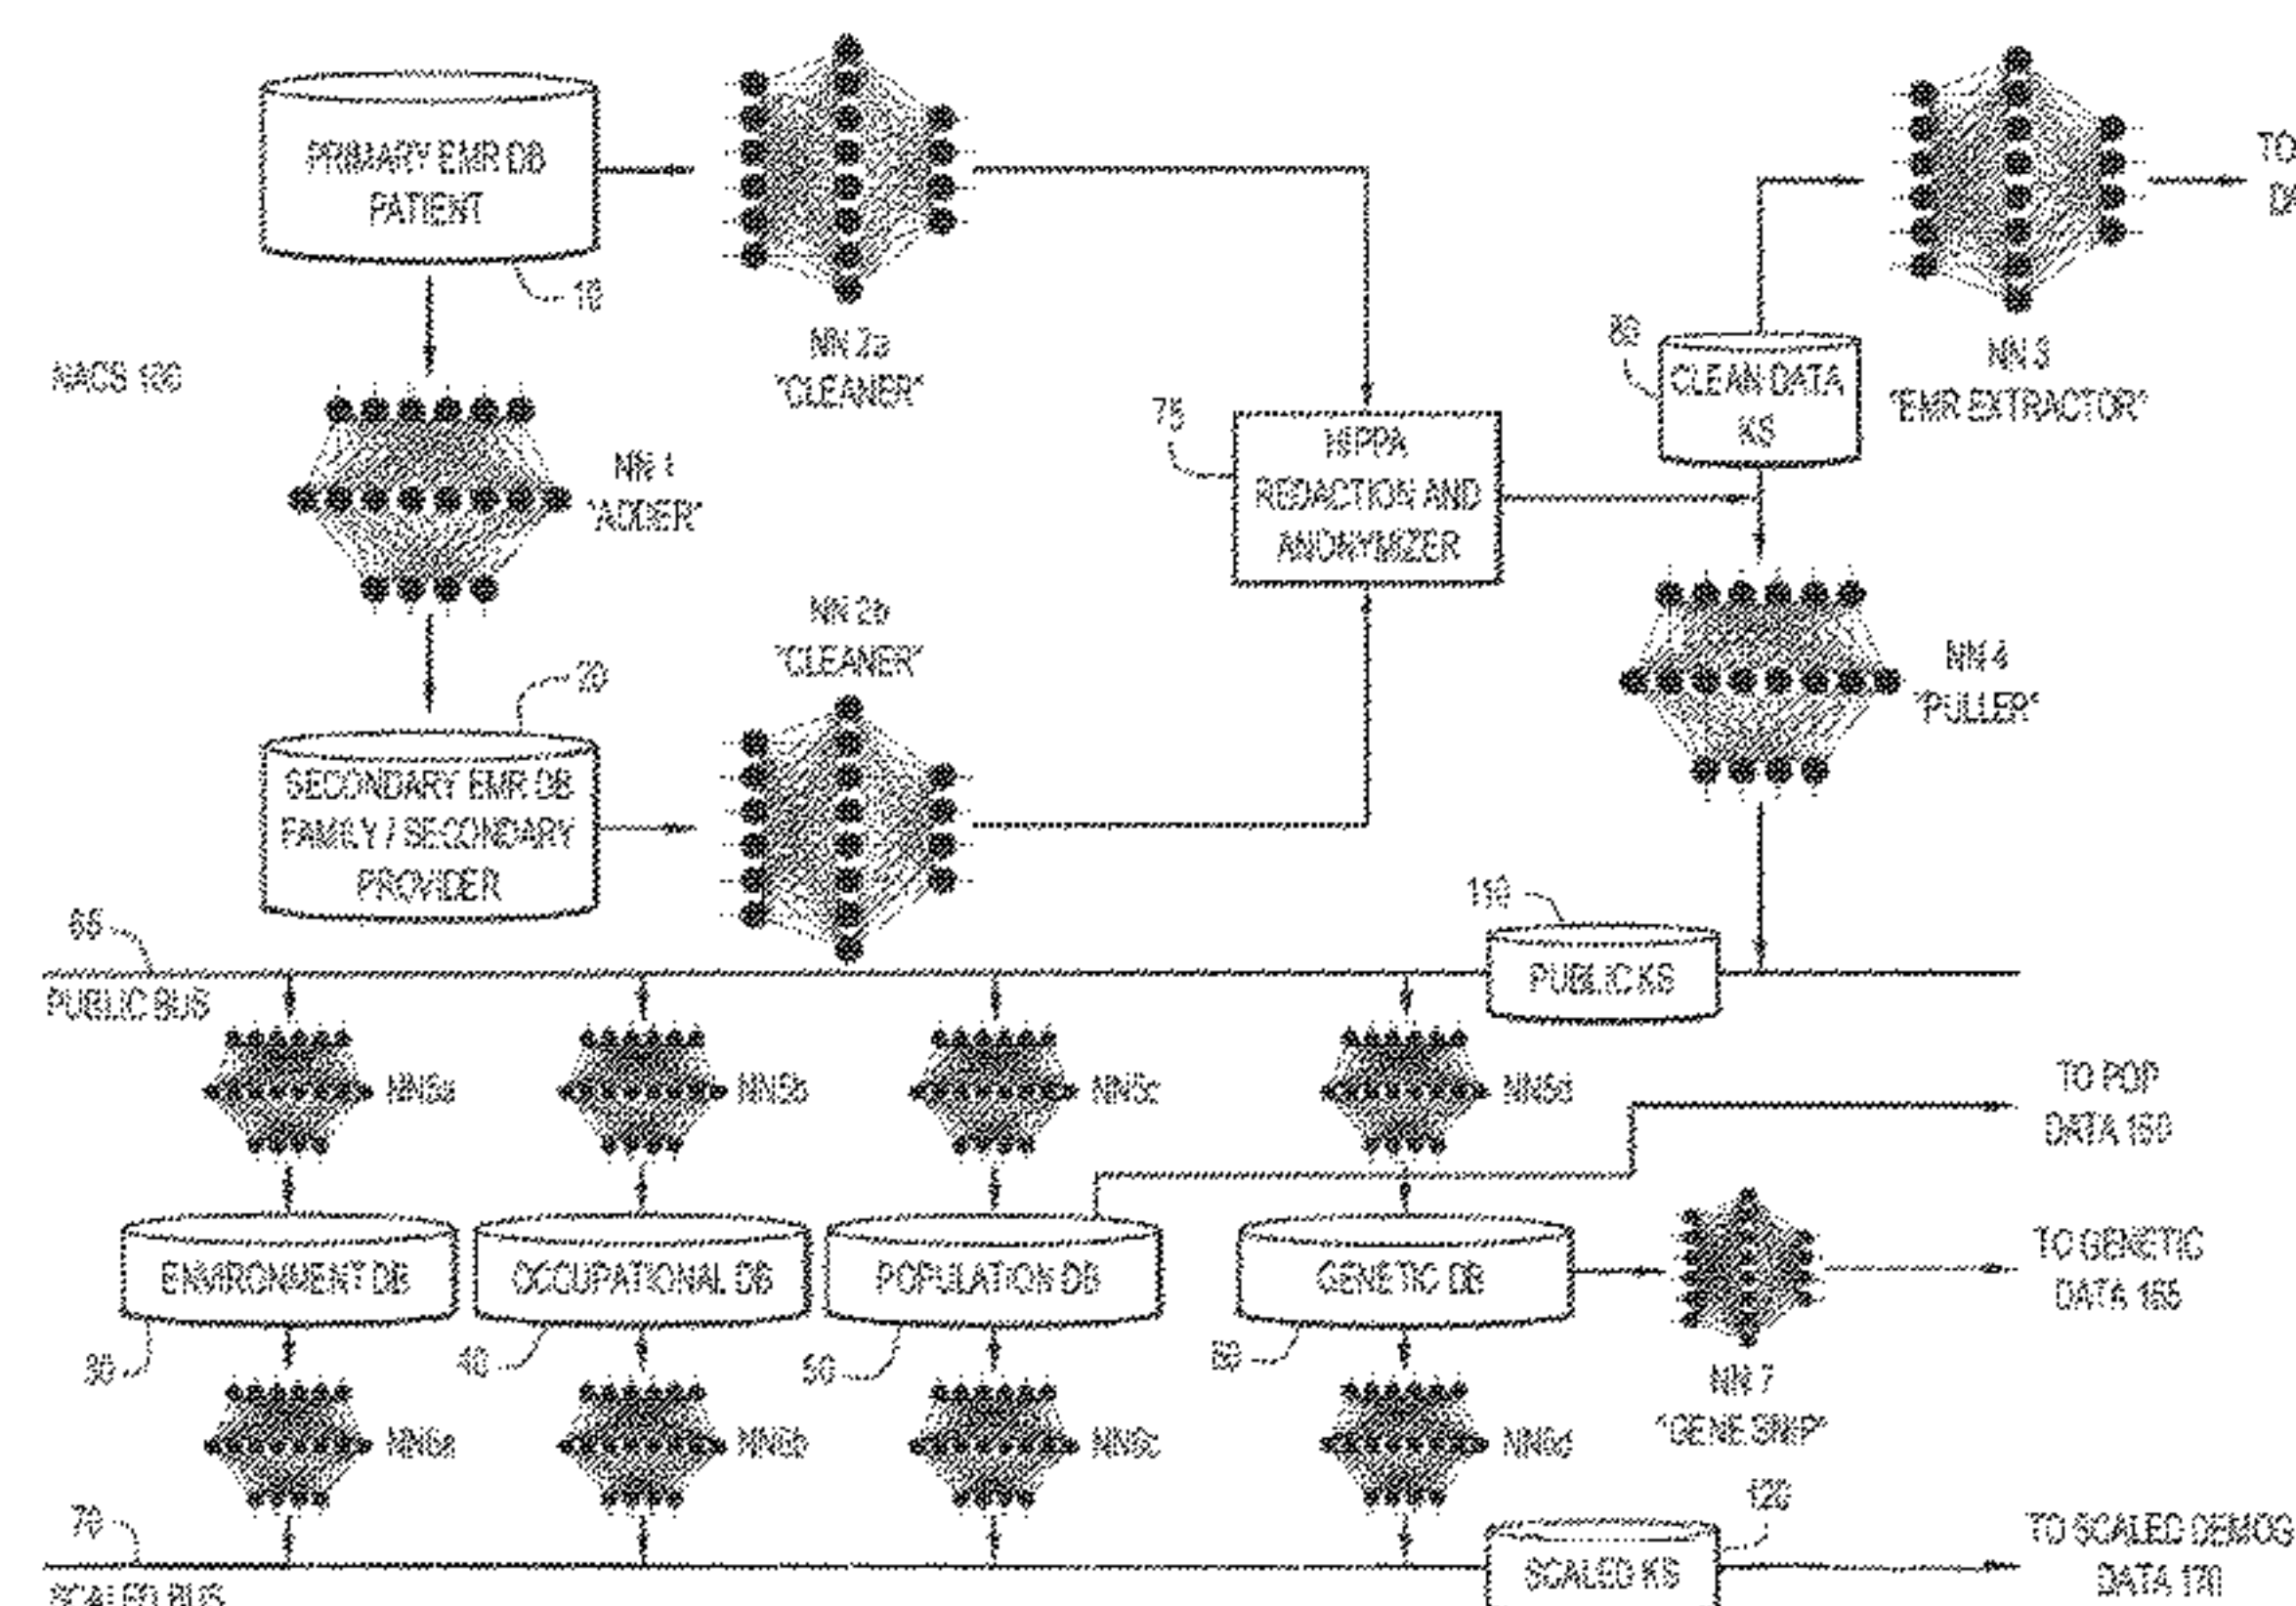 PRIMARY EMR DB
PATIENT
10
NACS 100
NN 2a
"CLEANER"
NN 3
"EMR EXTRACTOR"
TO
80
CLEAN DATA
KS
NN 1
"ADDER"
75
HIPPA
REDACTION AND
ANONYMIZER
NN 2b
"CLEANER"
20
SECONDARY EMR DB
FAMILY / SECONDARY
PROVIDER
NN 4
"PULLER"
65
PUBLIC BUS
110
PUBLIC KS
NN5a
NN5b
NN5c
NN5d
TO POP
DATA 160
ENVIRONMENT DB
OCCUPATIONAL DB
POPULATION DB
GENETIC DB
TO GENETIC
DATA 165
30
40
50
60
NN 7
"GENE SNIP"
NN6a
NN6b
NN6c
NN6d
70
SCALED BUS
120
SCALED KS
TO SCALED DEMOG
DATA 170